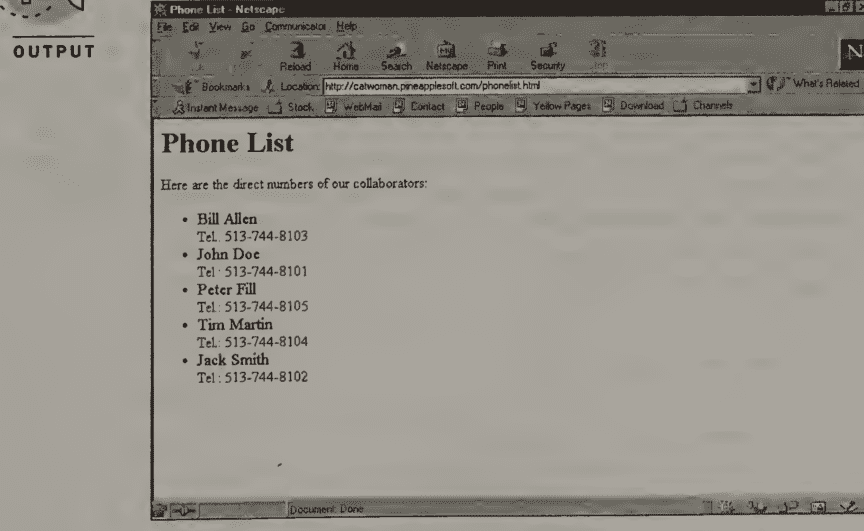 OUTPUT
Phone List - Netscape
File Edit View Go Communicator Help
Reload Home Search Netscape Print Security Stop
N
Bookmarks Location: http://catwoman.pineapplesoft.com/phonelist.html What's Related
Instant Message Stock WebMail Contact People Yellow Pages Download Channels
Phone List
Here are the direct numbers of our collaborators:
• Bill Allen
Tel.: 513-744-8103
• John Doe
Tel.: 513-744-8101
• Peter Fill
Tel.: 513-744-8105
• Tim Martin
Tel.: 513-744-8104
• Jack Smith
Tel.: 513-744-8102
Document: Done